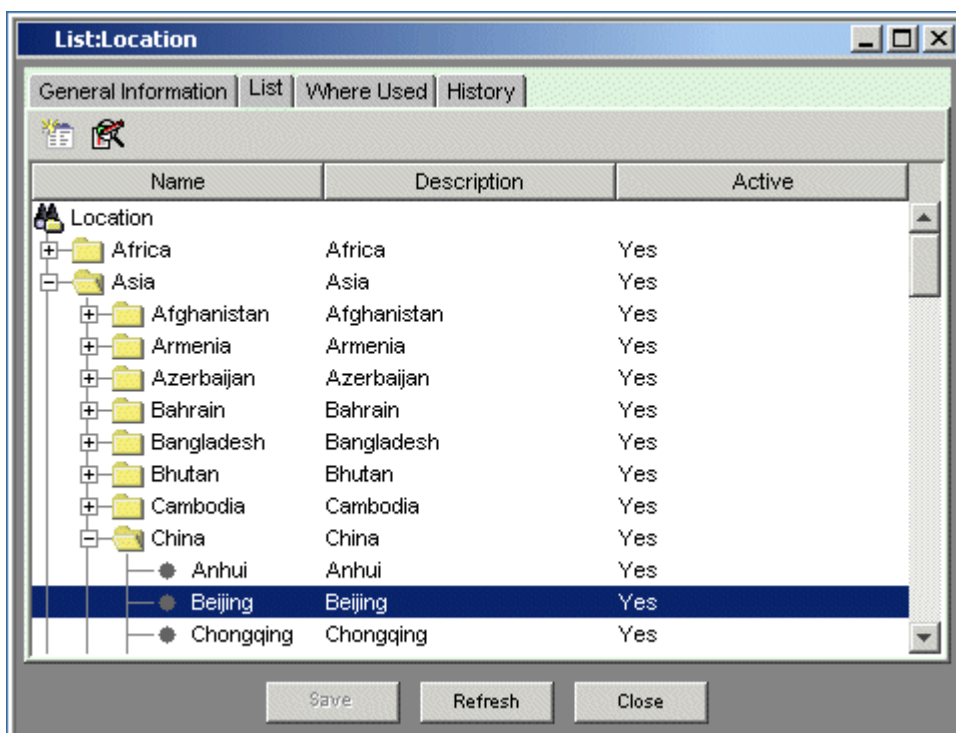 List:Location
General Information List Where Used History
Name Description Active
Location
Africa Africa Yes
Asia Asia Yes
Afghanistan Afghanistan Yes
Armenia Armenia Yes
Azerbaijan Azerbaijan Yes
Bahrain Bahrain Yes
Bangladesh Bangladesh Yes
Bhutan Bhutan Yes
Cambodia Cambodia Yes
China China Yes
Anhui Anhui Yes
Beijing Beijing Yes
Chongqing Chongqing Yes
Save Refresh Close